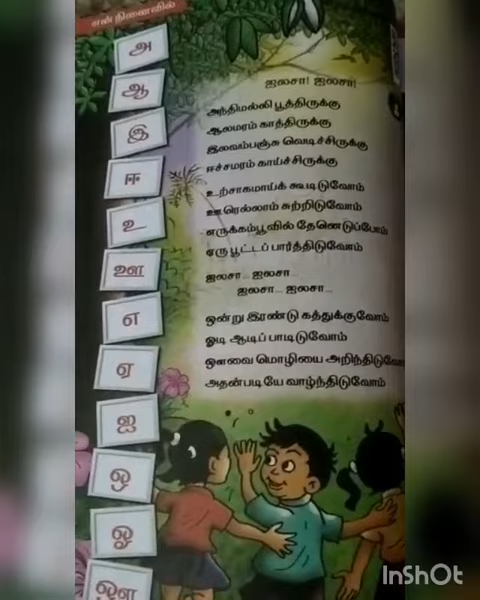 என் நினைவில்
அ
ஆ
இ
ஈ
உ
ஊ
எ
ஏ
ஐ
ஒ
ஓ
ஔ
ஐலசா! ஐலசா!
அந்திமல்லி பூத்திருக்கு
ஆலமரம் காத்திருக்கு
இலவம்பஞ்சு வெடிச்சிருக்கு
ஈச்சமரம் காய்ச்சிருக்கு
உற்சாகமாய்க் கூடிடுவோம்
ஊரெல்லாம் சுற்றிடுவோம்
எருக்கம்பூவில் தேனெடுப்போம்
ஏரு பூட்டப் பார்த்திடுவோம்
ஐலசா... ஐலசா...
ஐலசா... ஐலசா...
ஒன்று இரண்டு கத்துக்குவோம்
ஓடி ஆடிப் பாடிடுவோம்
ஔவை மொழியை அறிந்திடுவோ
அதன்படியே வாழ்ந்திடுவோம்
InShOt